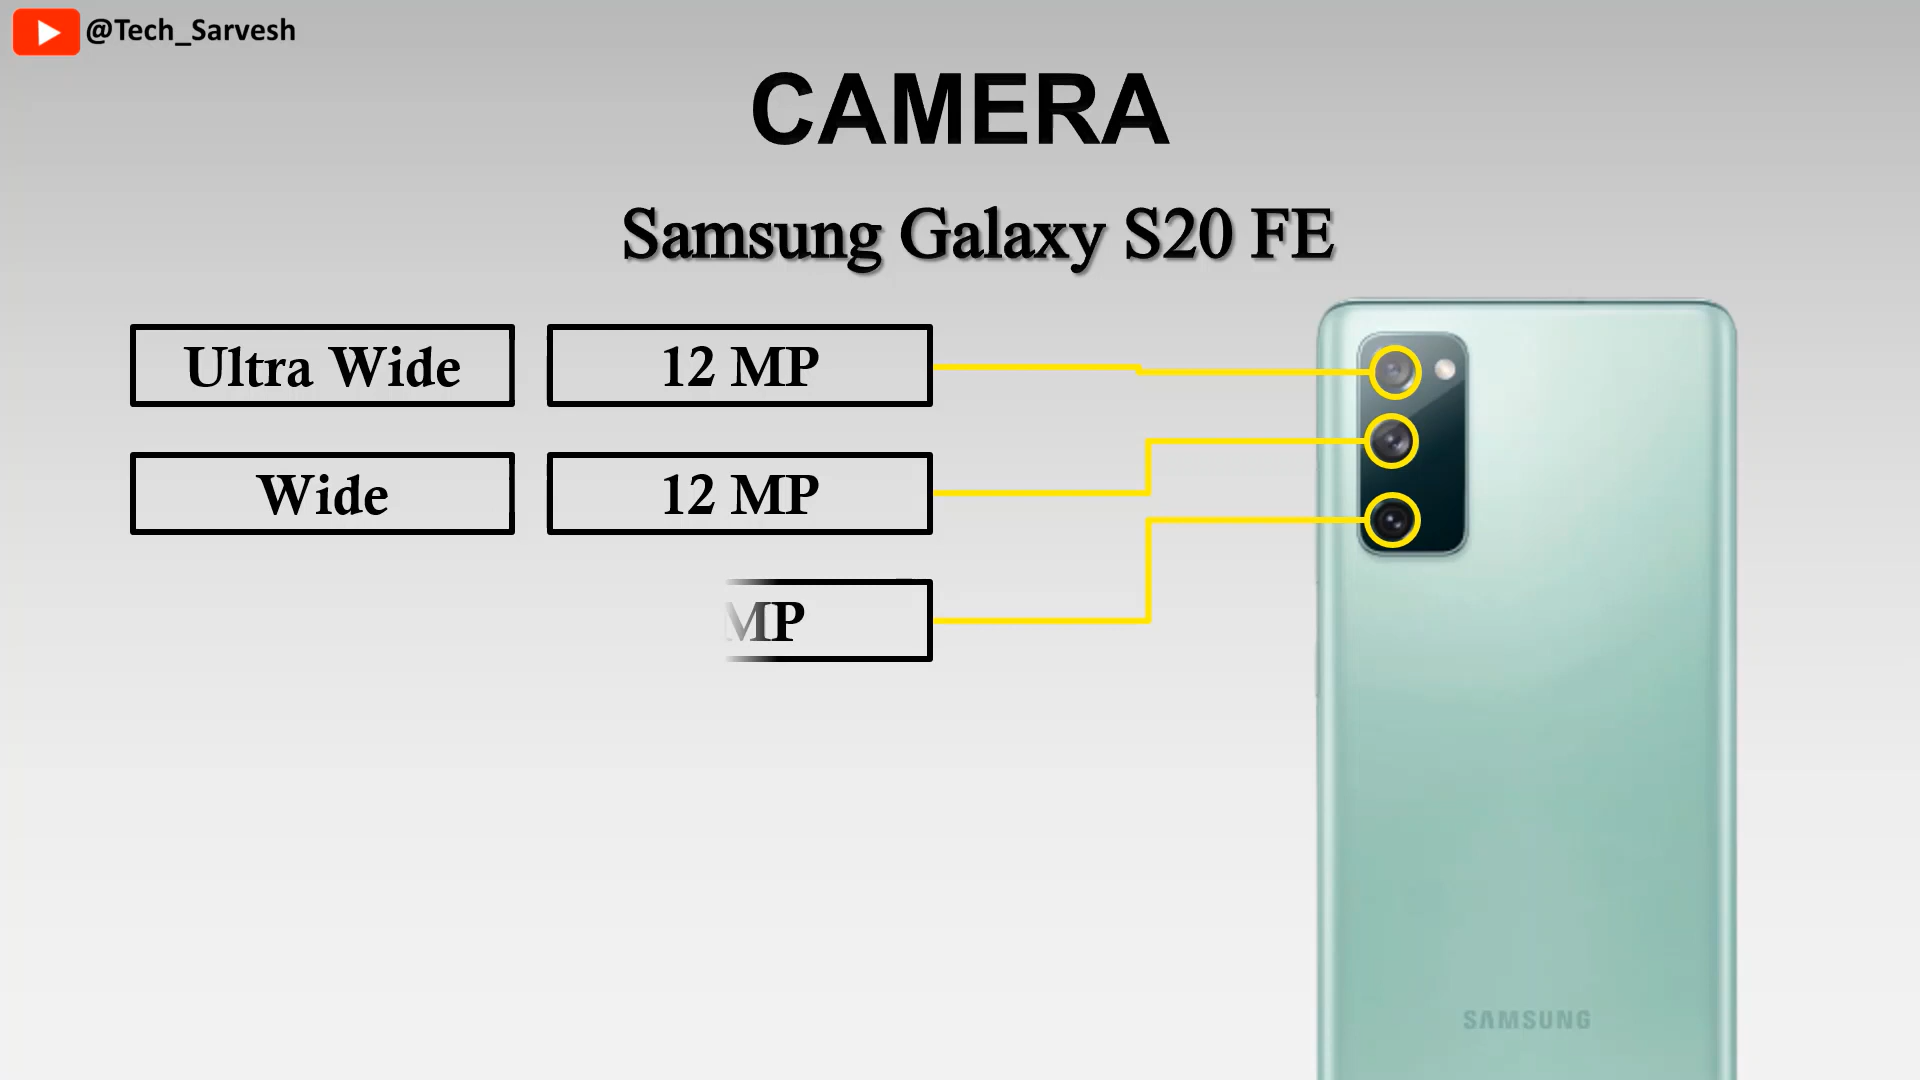 @Tech_Sarvesh
CAMERA
Samsung Galaxy S20 FE
Ultra Wide 12 MP
Wide 12 MP
MP
SAMSUNG